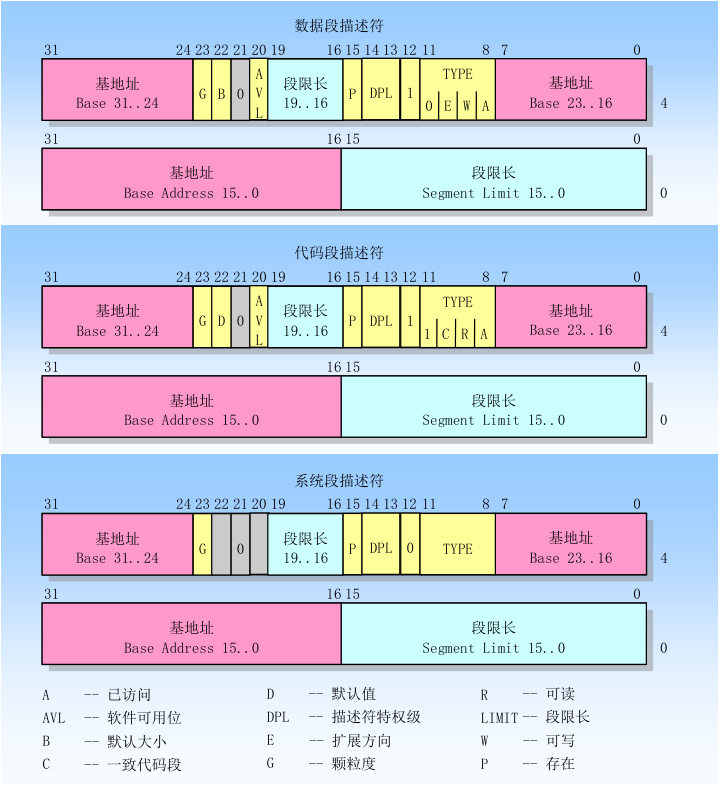 数据段描述符
31 24 23 22 21 20 19 16 15 14 13 12 11 8 7 0
基地址 A 段限长 TYPE 基地址
Base 31..24 G B 0 V 19..16 P DPL 1 Base 23..16 4
L 0 E W A
31 16 15 0
基地址 段限长
Base Address 15..0 Segment Limit 15..0 0
代码段描述符
31 24 23 22 21 20 19 16 15 14 13 12 11 8 7 0
基地址 A 段限长 TYPE 基地址
Base 31..24 G D 0 V 19..16 P DPL 1 Base 23..16 4
L 1 C R A
31 16 15 0
基地址 段限长
Base Address 15..0 Segment Limit 15..0 0
系统段描述符
31 24 23 22 21 20 19 16 15 14 13 12 11 8 7 0
基地址 段限长 基地址
Base 31..24 G 0 19..16 P DPL 0 TYPE Base 23..16 4
31 16 15 0
基地址 段限长
Base Address 15..0 Segment Limit 15..0 0
A -- 已访问 D -- 默认值 R -- 可读
AVL -- 软件可用位 DPL -- 描述符特权级 LIMIT -- 段限长
B -- 默认大小 E -- 扩展方向 W -- 可写
C -- 一致代码段 G -- 颗粒度 P -- 存在